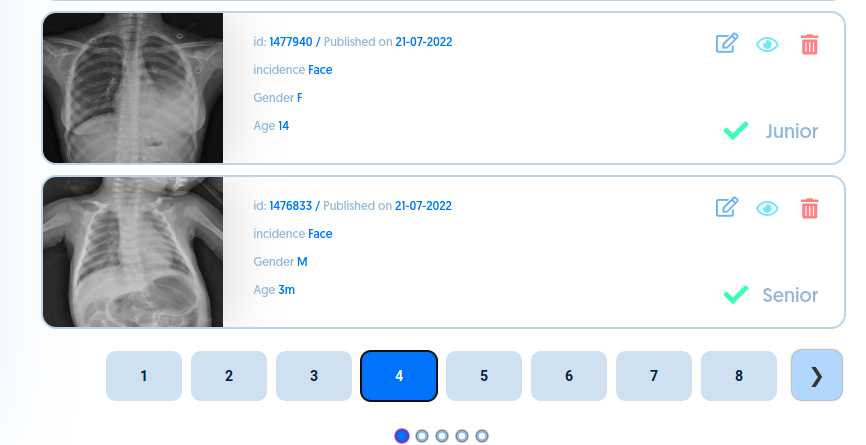 id: 1477940 / Published on 21-07-2022
incidence Face
Gender F
Age 14
Junior
id: 1476833 / Published on 21-07-2022
incidence Face
Gender M
Age 3m
Senior
1 2 3 4 5 6 7 8 ❯